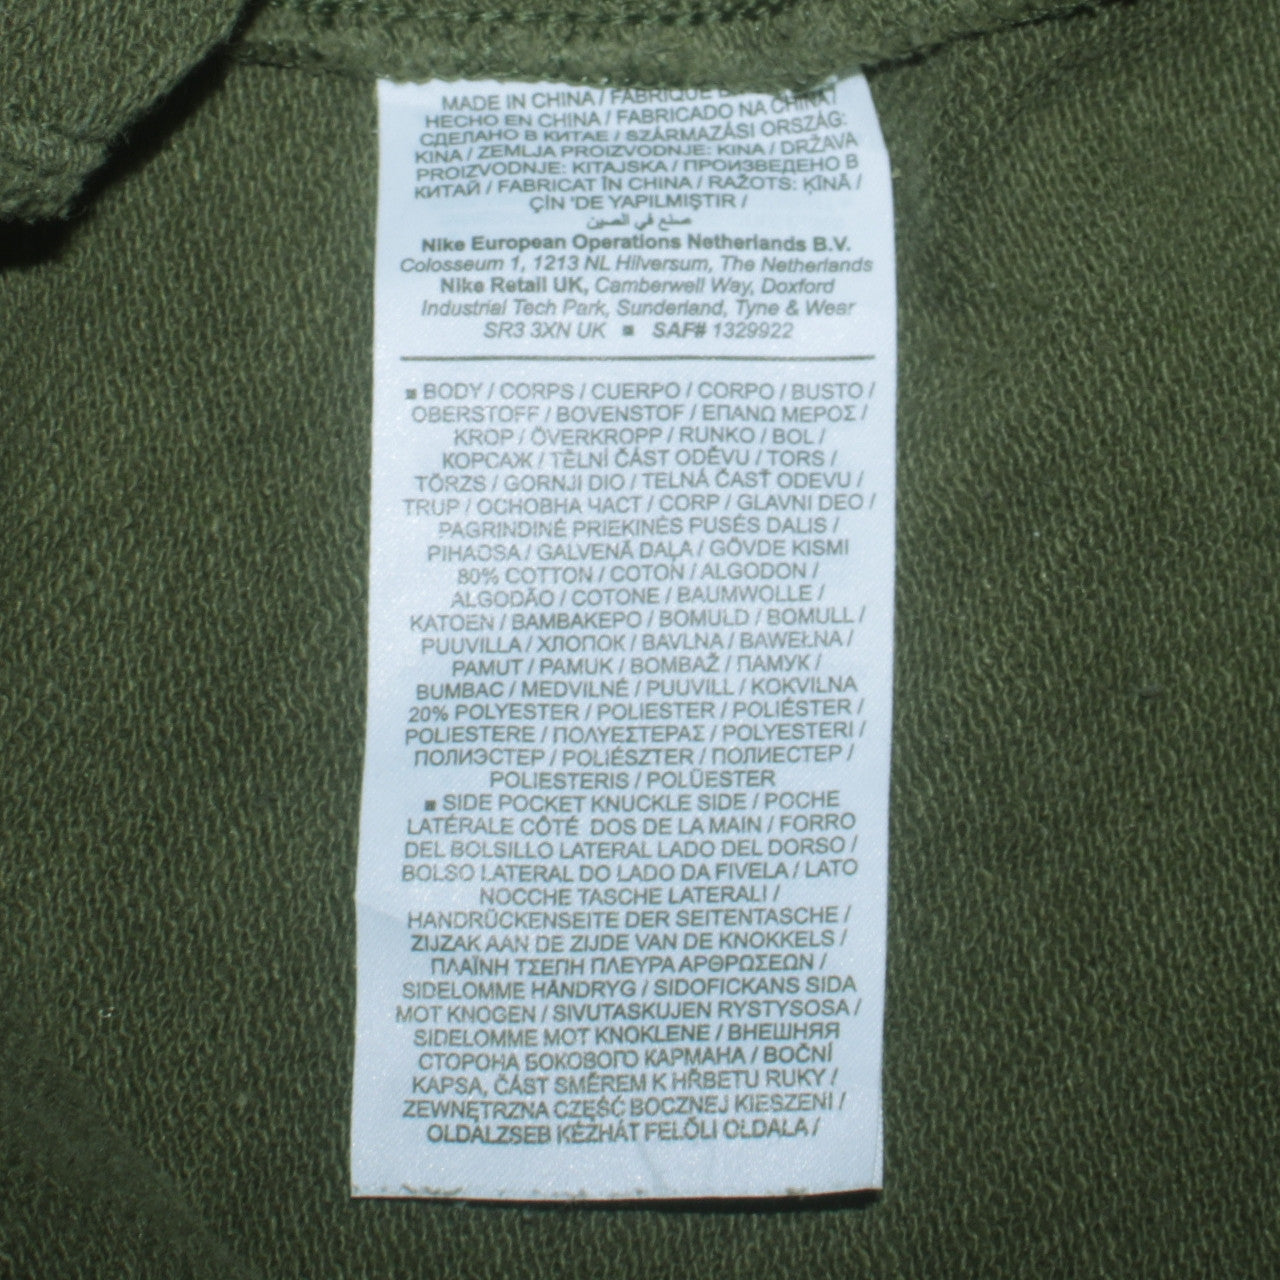 MADE IN CHINA / FABRIQUÉ
HECHO EN CHINA / FABRICADO NA CHINA /
СДЕЛАНО В КИТАЕ / SZÁRMAZÁSI ORSZÁG:
KINA / ZEMLJA PROIZVODNJE: KINA / DRŽAVA
PROIZVODNJE: KITAJSKA / ПРОИЗВЕДЕНО В
КИТАЙ / FABRICAT ÎN CHINA / RAŽOTS: ĶĪNĀ /
ÇİN 'DE YAPILMIŞTIR /
صنع في الصين
Nike European Operations Netherlands B.V.
Colosseum 1, 1213 NL Hilversum, The Netherlands
Nike Retail UK, Camberwell Way, Doxford
Industrial Tech Park, Sunderland, Tyne & Wear
SR3 3XN UK ▪ SAF# 1329922
▪ BODY / CORPS / CUERPO / CORPO / BUSTO /
OBERSTOFF / BOVENSTOF / ΕΠΑΝΩ ΜΕΡΟΣ /
KROP / ÖVERKROPP / RUNKO / BOL /
КОРСАЖ / TĚLNÍ ČÁST ODĚVU / TORS /
TÖRZS / GORNJI DIO / TELNÁ ČASŤ ODEVU /
TRUP / ОСНОВНА ЧАСТ / CORP / GLAVNI DEO /
PAGRINDINĖ PRIEKINĖS PUSĖS DALIS /
PIHAOSA / GALVENĀ DAĻA / GÖVDE KISMI
80% COTTON / COTON / ALGODON /
ALGODÃO / COTONE / BAUMWOLLE /
KATOEN / ΒΑΜΒΑΚΕΡΟ / BOMULD / BOMULL /
PUUVILLA / ХЛОПОК / BAVLNA / BAWEŁNA /
PAMUT / PAMUK / BOMBAŽ / ПАМУК /
BUMBAC / MEDVILNĖ / PUUVILL / KOKVILNA
20% POLYESTER / POLIESTER / POLIÉSTER /
POLIESTERE / ΠΟΛΥΕΣΤΕΡΑΣ / POLYESTERI /
ПОЛИЭСТЕР / POLIÉSZTER / ПОЛИЕСТЕР /
POLIESTERIS / POLÜESTER
▪ SIDE POCKET KNUCKLE SIDE / POCHE
LATÉRALE CÔTÉ DOS DE LA MAIN / FORRO
DEL BOLSILLO LATERAL LADO DEL DORSO /
BOLSO LATERAL DO LADO DA FIVELA / LATO
NOCCHE TASCHE LATERALI /
HANDRÜCKENSEITE DER SEITENTASCHE /
ZIJZAK AAN DE ZIJDE VAN DE KNOKKELS /
ΠΛΑΪΝΗ ΤΣΕΠΗ ΠΛΕΥΡΑ ΑΡΘΡΩΣΕΩΝ /
SIDELOMME HÅNDRYG / SIDOFICKANS SIDA
MOT KNOGEN / SIVUTASKUJEN RYSTYSOSA /
SIDELOMME MOT KNOKLENE / ВНЕШНЯЯ
СТОРОНА БОКОВОГО КАРМАНА / BOČNÍ
KAPSA, ČÁST SMĚREM K HŘBETU RUKY /
ZEWNĘTRZNA CZĘŚĆ BOCZNEJ KIESZENI /
OLDALZSEB KÉZHÁT FELŐLI OLDALA /